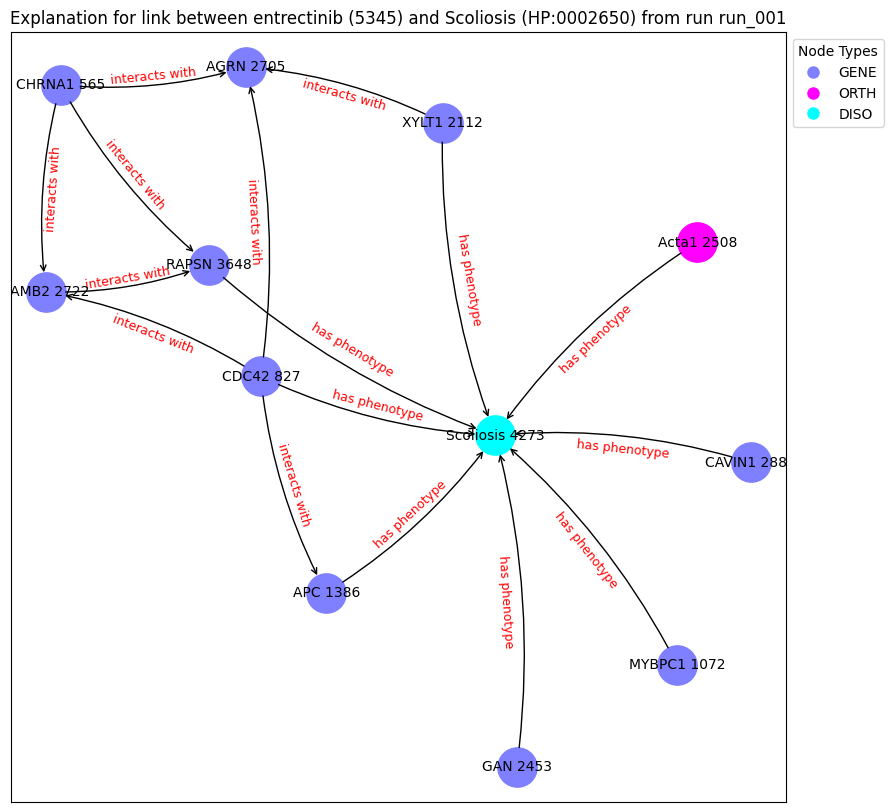 Explanation for link between entrectinib (5345) and Scoliosis (HP:0002650) from run run_001
Node Types
GENE
ORTH
DISO
AGRN 2705
CHRNA1 565
interacts with
interacts with
XYLT1 2112
interacts with
interacts with
interacts with
Acta1 2508
RAPSN 3648
has phenotype
interacts with
AMB2 2722
interacts with
has phenotype
has phenotype
CDC42 827
has phenotype
Scoliosis 4273
has phenotype
CAVIN1 288
interacts with
has phenotype
has phenotype
APC 1386
has phenotype
MYBPC1 1072
GAN 2453